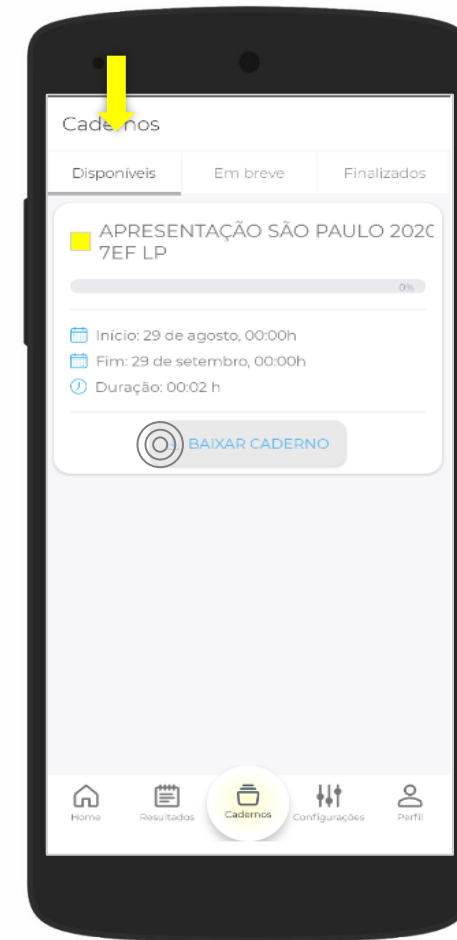 Cadernos
Disponíveis Em breve Finalizados
APRESENTAÇÃO SÃO PAULO 2020
7EF LP
0%
Início: 29 de agosto, 00:00h
Fim: 29 de setembro, 00:00h
Duração: 00:02 h
BAIXAR CADERNO
Home Resultados Cadernos Configurações Perfil